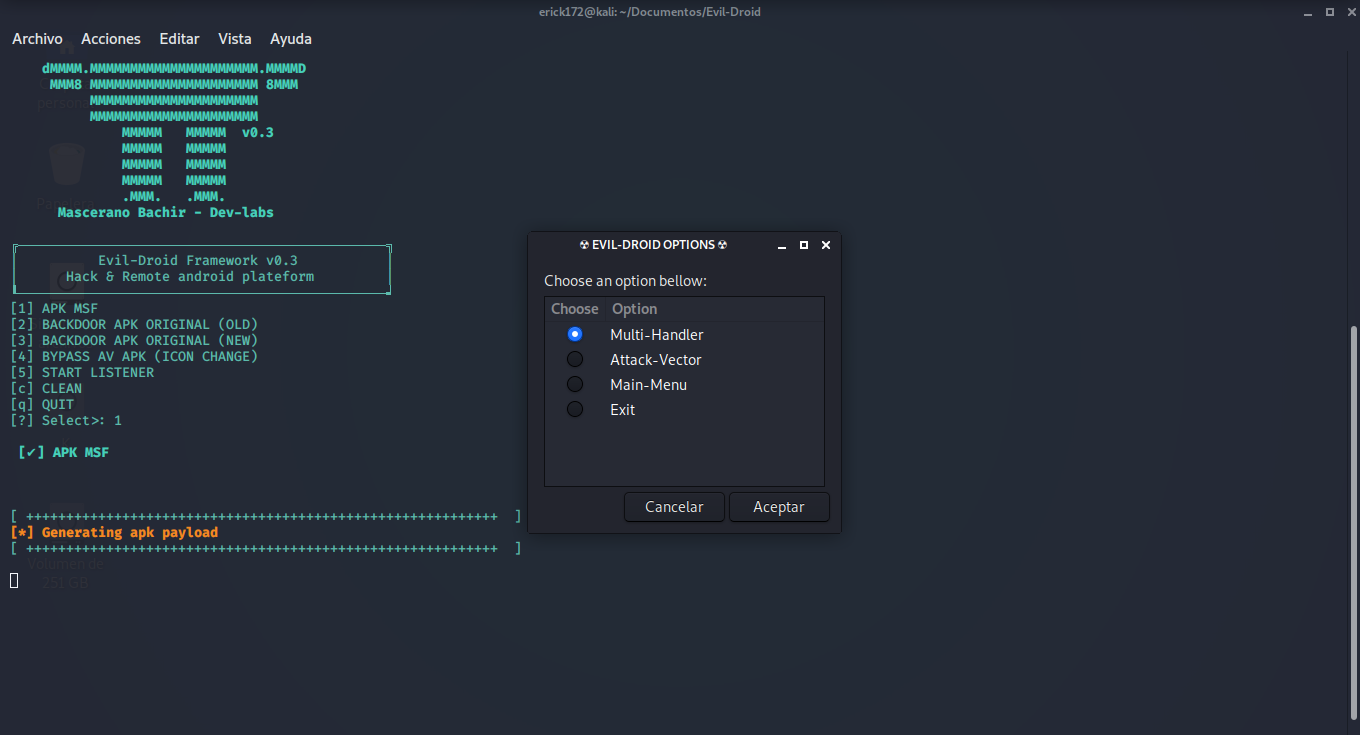 erick172@kali: ~/Documentos/Evil-Droid
Archivo Acciones Editar Vista Ayuda
dMMMM.MMMMMMMMMMMMMMMMMMMMM.MMMMD
MMM8 MMMMMMMMMMMMMMMMMMMMM 8MMM
MMMMMMMMMMMMMMMMMMMMM
MMMMMMMMMMMMMMMMMMMMM
MMMMM MMMMM v0.3
MMMMM MMMMM
MMMMM MMMMM
MMMMM MMMMM
.MMM. .MMM.
Mascerano Bachir - Dev-labs
Evil-Droid Framework v0.3
Hack & Remote android plateform
[1] APK MSF
[2] BACKDOOR APK ORIGINAL (OLD)
[3] BACKDOOR APK ORIGINAL (NEW)
[4] BYPASS AV APK (ICON CHANGE)
[5] START LISTENER
[c] CLEAN
[q] QUIT
[?] Select>: 1
[✔] APK MSF
[ +++++++++++++++++++++++++++++++++++++++++++++++++++++++++++ ]
[*] Generating apk payload
[ +++++++++++++++++++++++++++++++++++++++++++++++++++++++++++ ]
Volumen de
251 GB
☢ EVIL-DROID OPTIONS ☢
Choose an option bellow:
Choose Option
Multi-Handler
Attack-Vector
Main-Menu
Exit
Cancelar Aceptar